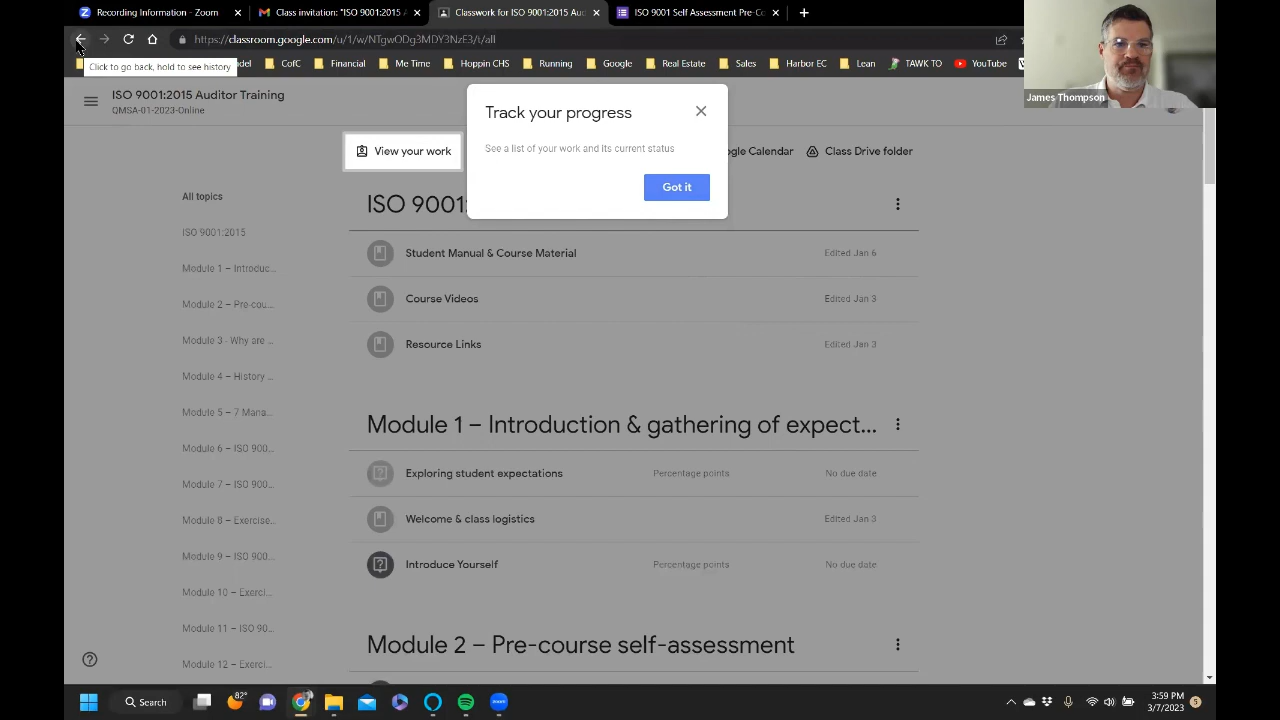 Recording Information - Zoom
Class invitation: "ISO 9001:2015 A
Classwork for ISO 9001:2015 Aud
ISO 9001 Self Assessment Pre-Co
https://classroom.google.com/u/1/w/NTgwODg3MDY3NzE3/t/all
Click to go back, hold to see history
del
CofC
Financial
Me Time
Hoppin CHS
Running
Google
Real Estate
Sales
Harbor EC
Lean
TAWK TO
YouTube
James Thompson
ISO 9001:2015 Auditor Training
QMSA-01-2023-Online
Track your progress
See a list of your work and its current status
Got it
View your work
ogle Calendar
Class Drive folder
All topics
ISO 9001:2015
Module 1 – Introduc...
Module 2 – Pre-cou...
Module 3 - Why are ...
Module 4 – History ...
Module 5 – 7 Mana...
Module 6 – ISO 900...
Module 7 – ISO 900...
Module 8 – Exercise...
Module 9 – ISO 900...
Module 10 – Exerci...
Module 11 – ISO 90...
Module 12 – Exerci...
ISO 9001:
Student Manual & Course Material
Edited Jan 6
Course Videos
Edited Jan 3
Resource Links
Edited Jan 3
Module 1 – Introduction & gathering of expect...
Exploring student expectations
Percentage points
No due date
Welcome & class logistics
Edited Jan 3
Introduce Yourself
Percentage points
No due date
Module 2 – Pre-course self-assessment
Search
82°
3:59 PM
3/7/2023
5